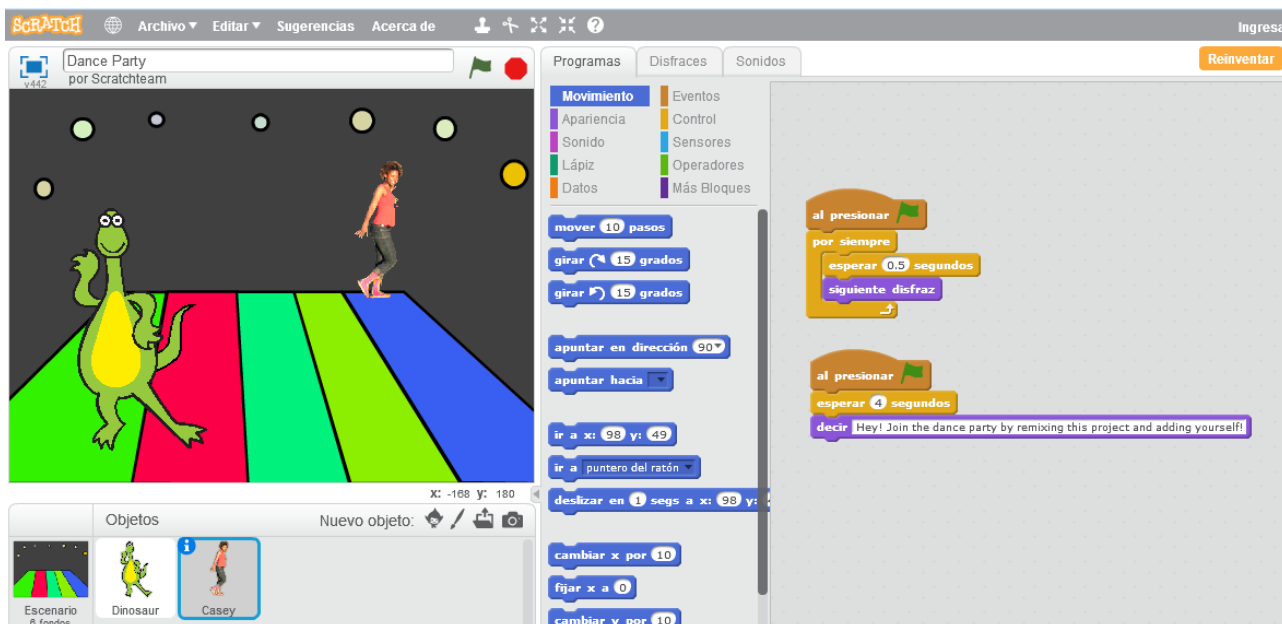 SCRATCH Archivo Editar Sugerencias Acerca de Ingresa
Dance Party
por Scratchteam
v442
Programas Disfraces Sonidos
Reinventar
Movimiento Eventos
Apariencia Control
Sonido Sensores
Lápiz Operadores
Datos Más Bloques
mover 10 pasos
girar 15 grados
girar 15 grados
apuntar en dirección 90
apuntar hacia
ir a x: 98 y: 49
ir a puntero del ratón
deslizar en 1 segs a x: 98 y:
cambiar x por 10
fijar x a 0
cambiar y por 10
al presionar
por siempre
esperar 0.5 segundos
siguiente disfraz
al presionar
esperar 4 segundos
decir Hey! Join the dance party by remixing this project and adding yourself!
x: -168 y: 180
Objetos Nuevo objeto:
Escenario
6 fondos
Dinosaur
Casey